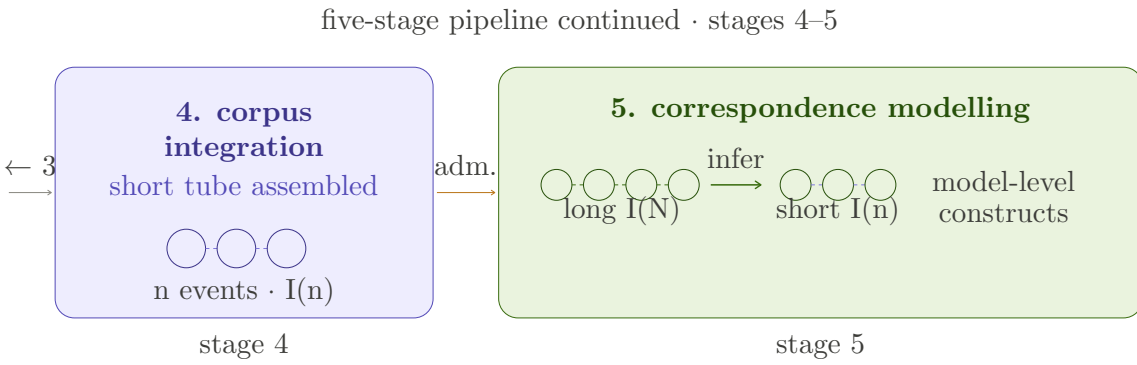 five-stage pipeline continued · stages 4–5
← 3
4. corpus
integration
short tube assembled
n events · I(n)
stage 4
adm.
5. correspondence modelling
infer
long I(N)
short I(n)
model-level
constructs
stage 5